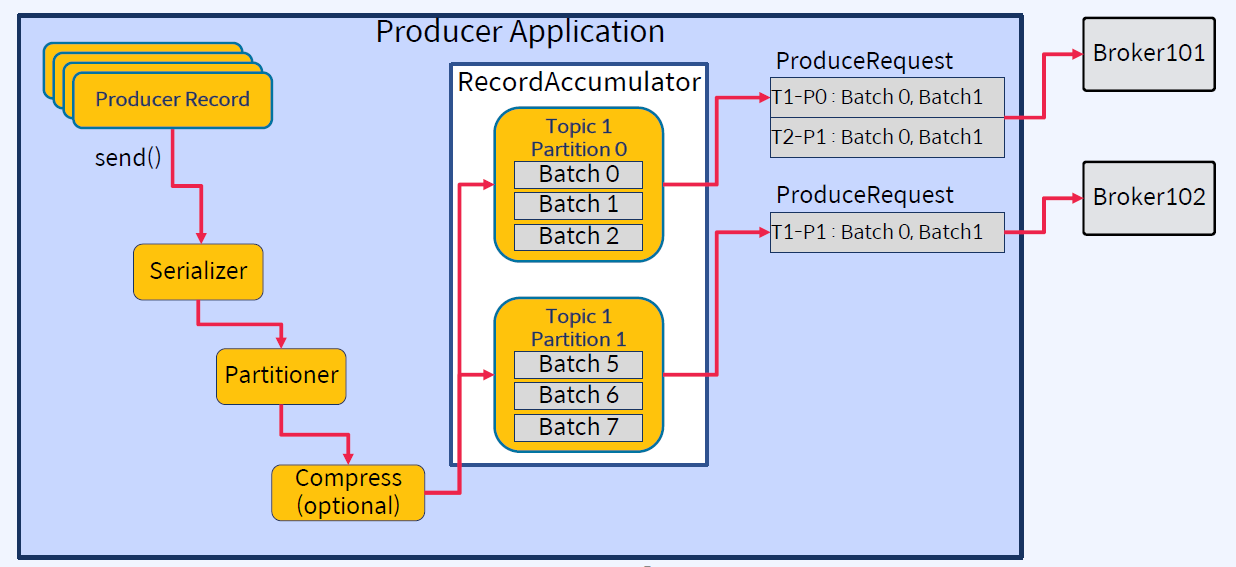 Producer Application
Producer Record
send()
Serializer
Partitioner
Compress
(optional)
RecordAccumulator
Topic 1
Partition 0
Batch 0
Batch 1
Batch 2
Topic 1
Partition 1
Batch 5
Batch 6
Batch 7
ProduceRequest
T1-P0 : Batch 0, Batch1
T2-P1 : Batch 0, Batch1
ProduceRequest
T1-P1 : Batch 0, Batch1
Broker101
Broker102